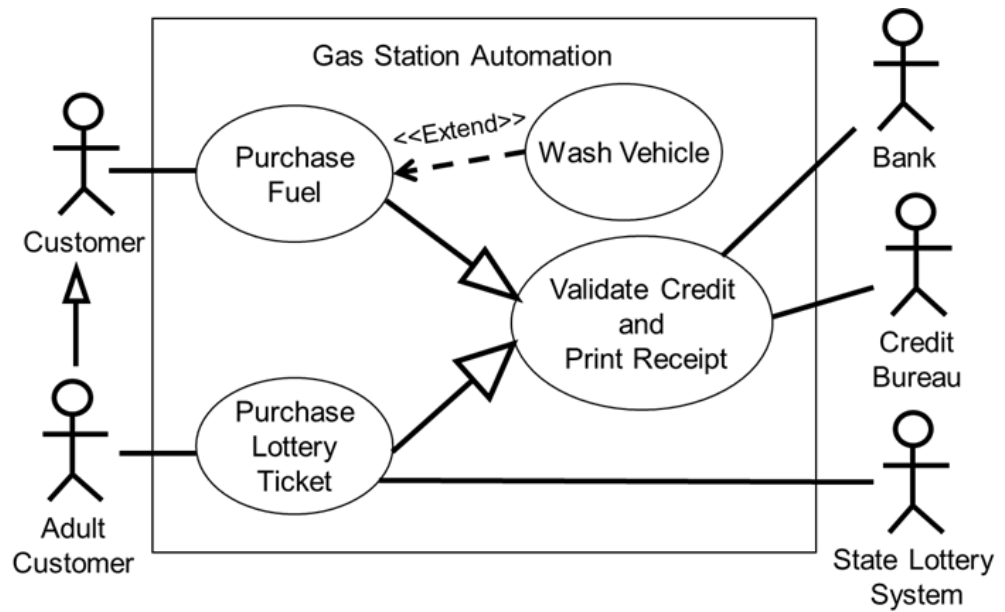 Gas Station Automation
Customer
Purchase
Fuel
<<Extend>>
Wash Vehicle
Bank
Validate Credit
and
Print Receipt
Credit
Bureau
Adult
Customer
Purchase
Lottery
Ticket
State Lottery
System